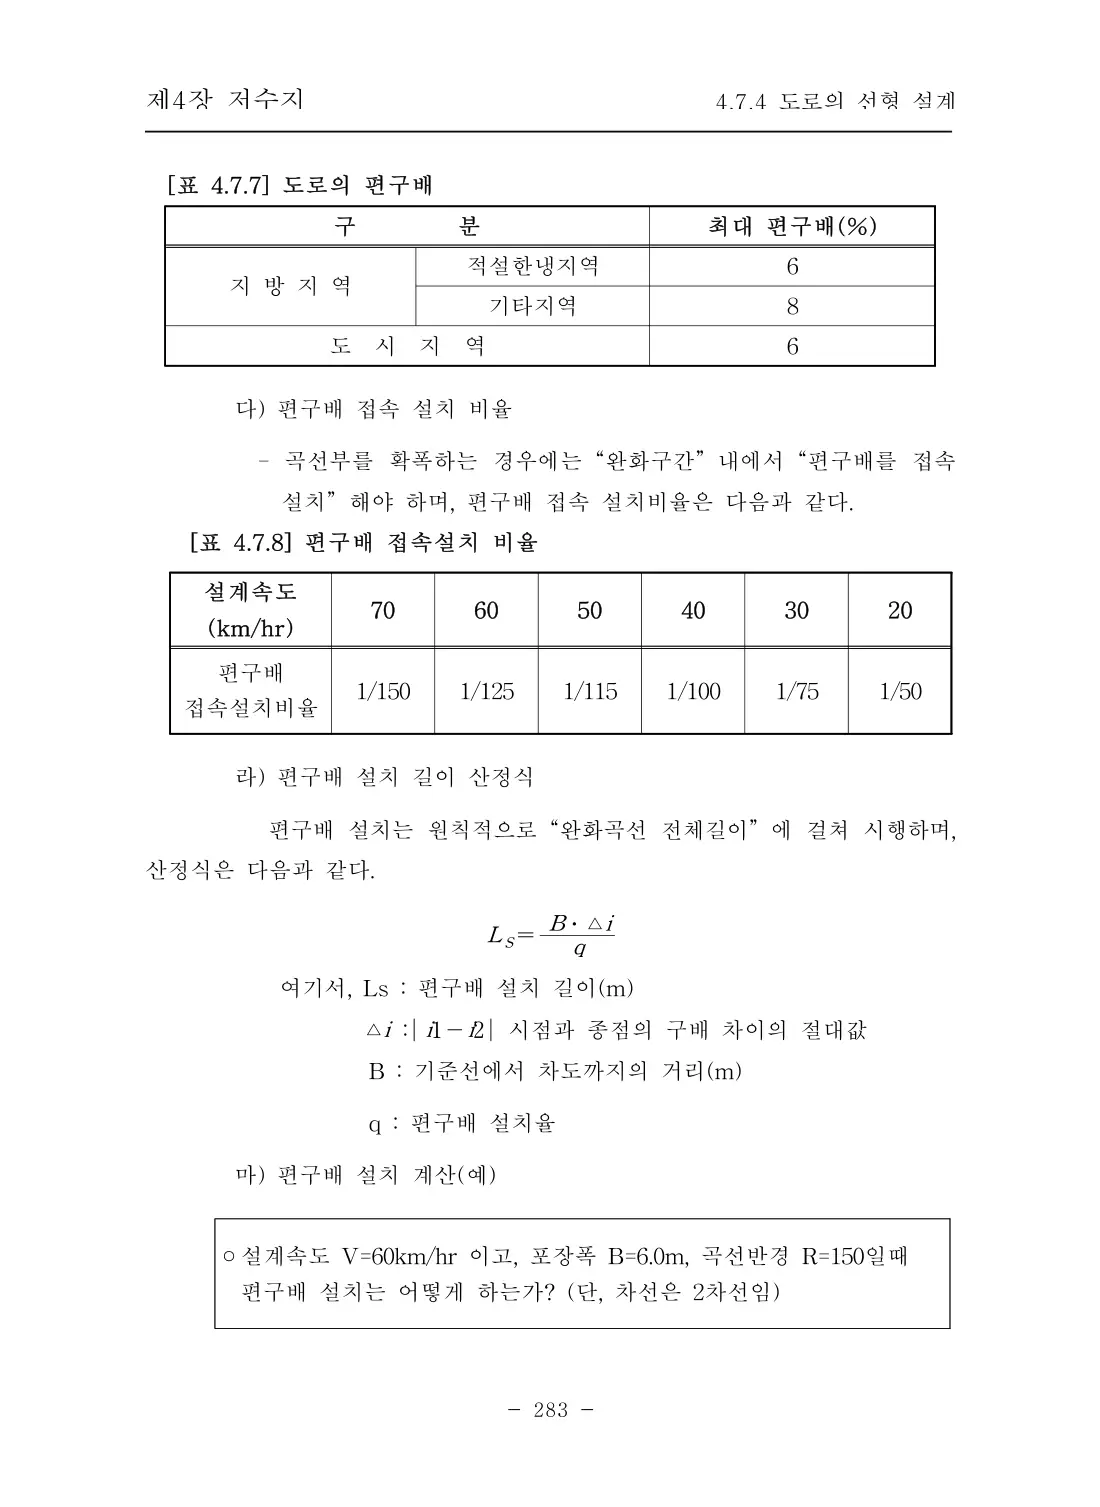 제4장 저수지
4.7.4 도로의 선형 설계
[표 4.7.7] 도로의 편구배
구 분 최대 편구배(%)
지 방 지 역 적설한냉지역 6
기타지역 8
도 시 지 역 6
다) 편구배 접속 설치 비율
- 곡선부를 확폭하는 경우에는 “완화구간” 내에서 “편구배를 접속
설치” 해야 하며, 편구배 접속 설치비율은 다음과 같다.
[표 4.7.8] 편구배 접속설치 비율
설계속도
(km/hr) 70 60 50 40 30 20
편구배
접속설치비율 1/150 1/125 1/115 1/100 1/75 1/50
라) 편구배 설치 길이 산정식
편구배 설치는 원칙적으로 “완화곡선 전체길이” 에 걸쳐 시행하며,
산정식은 다음과 같다.
L_S = B· △i / q
여기서, Ls : 편구배 설치 길이(m)
△i :| i1 - i2 | 시점과 종점의 구배 차이의 절대값
B : 기준선에서 차도까지의 거리(m)
q : 편구배 설치율
마) 편구배 설치 계산(예)
○ 설계속도 V=60km/hr 이고, 포장폭 B=6.0m, 곡선반경 R=150일때
편구배 설치는 어떻게 하는가? (단, 차선은 2차선임)
- 283 -